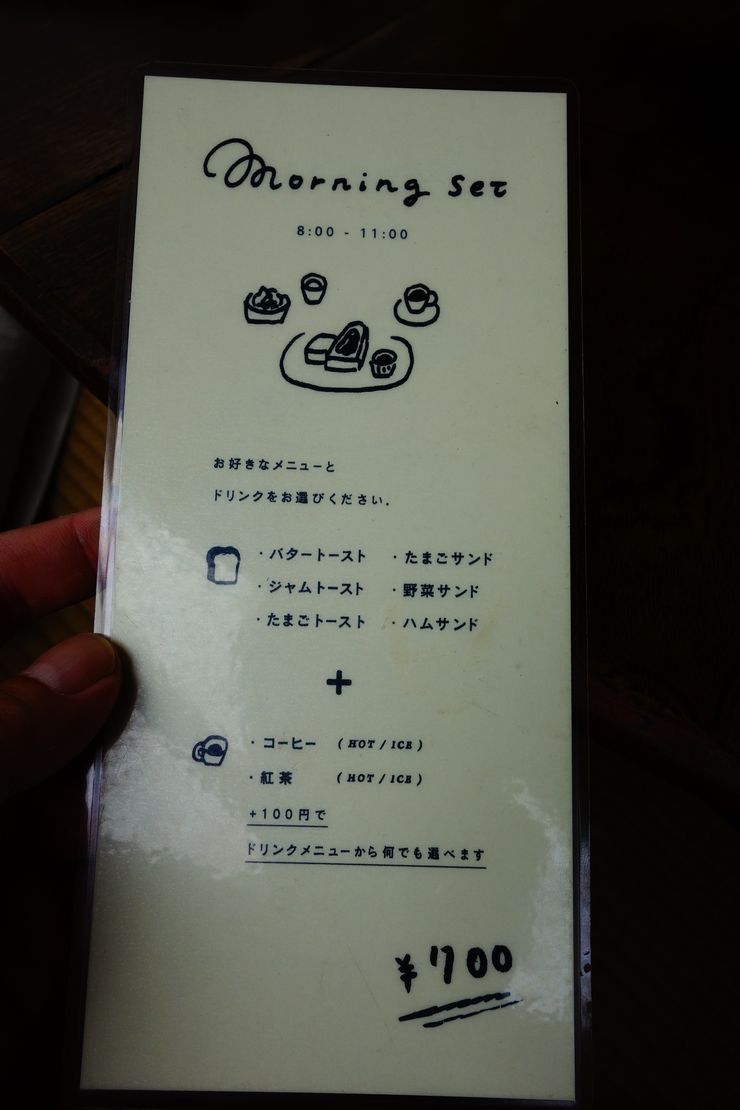 Morning set
8:00 - 11:00
お好きなメニューと
ドリンクをお選びください.
・バタートースト ・たまごサンド
・ジャムトースト ・野菜サンド
・たまごトースト ・ハムサンド
+
・コーヒー (HOT / ICE)
・紅茶 (HOT / ICE)
+100円で
ドリンクメニューから何でも選べます
¥700